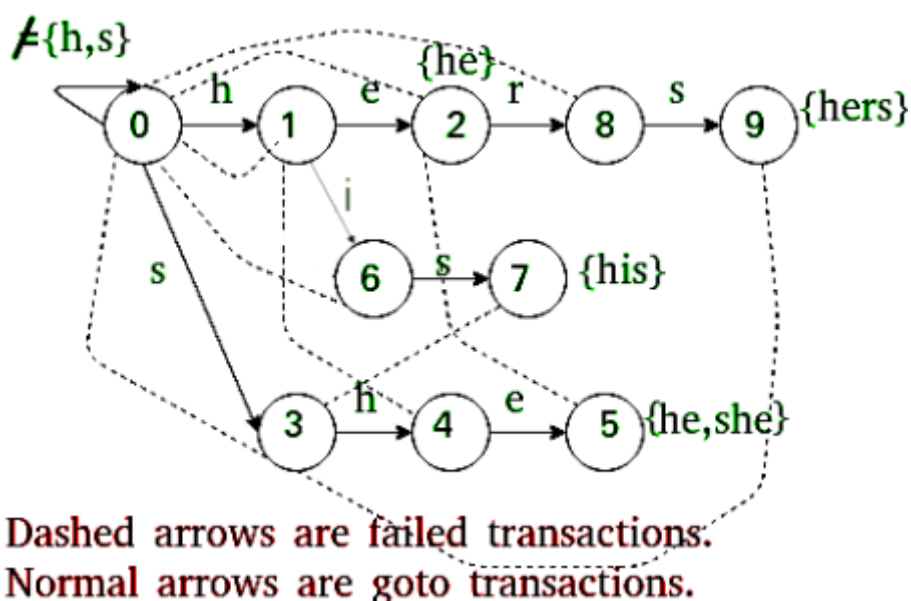 ≠{h,s}
{he}
h e r s
0 1 2 8 9 {hers}
i
s s
6 7 {his}
h e
3 4 5 {he,she}
Dashed arrows are failed transactions.
Normal arrows are goto transactions.